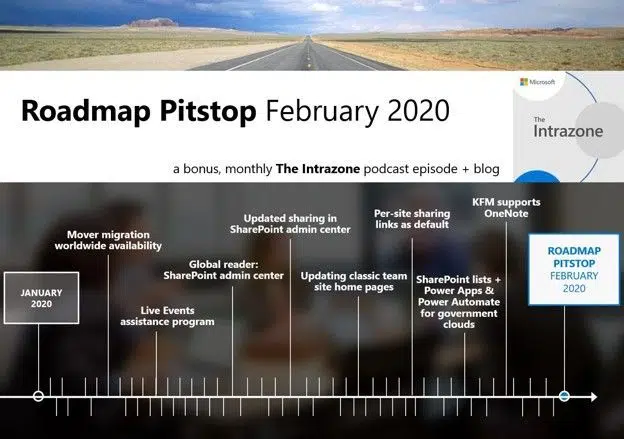 Microsoft
The
Intrazone
Roadmap Pitstop February 2020
a bonus, monthly The Intrazone podcast episode + blog
JANUARY
2020
Mover migration
worldwide availability
Live Events
assistance program
Global reader:
SharePoint admin center
Updated sharing in
SharePoint admin center
Updating classic team
site home pages
Per-site sharing
links as default
SharePoint lists +
Power Apps &
Power Automate
for government
clouds
KFM supports
OneNote
ROADMAP
PITSTOP
FEBRUARY
2020